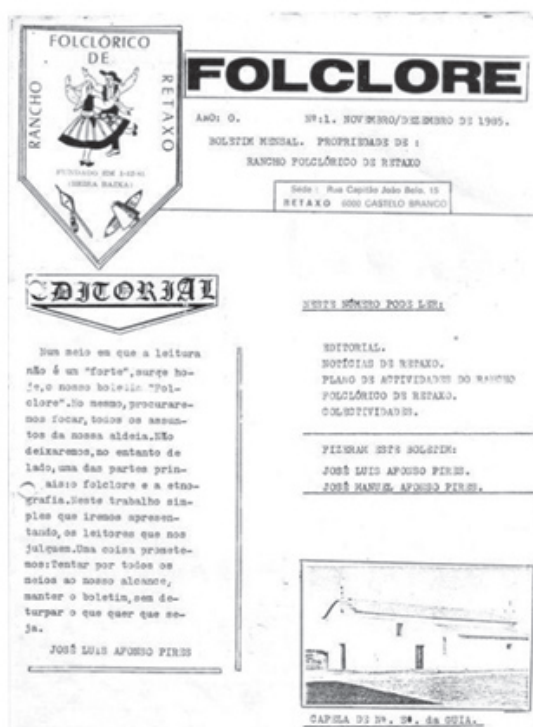 RANCHO
FOLCLÓRICO
DE
RETAXO
FUNDADO EM 1-12-81
(BEIRA BAIXA)
FOLCLORE
ANO: 0. Nº:1. NOVEMBRO/DEZEMBRO DE 1985.
BOLETIM MENSAL. PROPRIEDADE DE :
RANCHO FOLCLÓRICO DE RETAXO
Séde : Rua Capitão João Belo, 15
RETAXO 6000 CASTELO BRANCO
EDITORIAL
Num meio em que a leitura
não é um "forte",surge ho-
je,o nosso boletim "Fol-
clore".No mesmo,procurare-
mos focar,todos os assun-
tos da nossa aldeia.Não
deixaremos,no entanto de
lado,uma das partes prin-
ais:o folclore e a etno-
grafia.Neste trabalho sim-
ples que iremos apresen-
tando,os leitores que nos
julguem.Uma coisa promete-
mos:Tentar por todos os
meios ao nosso alcance,
manter o boletim,sem de-
turpar o que quer que se-
ja.
JOSÉ LUIS AFONSO PIRES
NESTE NÚMERO PODE LER:
EDITORIAL.
NOTÍCIAS DE RETAXO.
PLANO DE ACTIVIDADES DO RANCHO
FOLCLÓRICO DE RETAXO.
COLECTIVIDADES.
FIZERAM ESTE BOLETIM:
JOSÉ LUIS AFONSO PIRES.
JOSÉ MANUEL AFONSO PIRES.
CAPELA DE Nª. Sª. da GUIA.